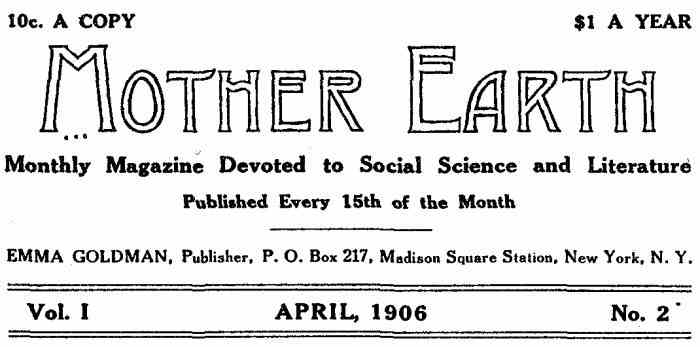 10c. A COPY $1 A YEAR
MOTHER EARTH
Monthly Magazine Devoted to Social Science and Literature
Published Every 15th of the Month
EMMA GOLDMAN, Publisher, P. O. Box 217, Madison Square Station, New York, N. Y.
Vol. I APRIL, 1906 No. 2